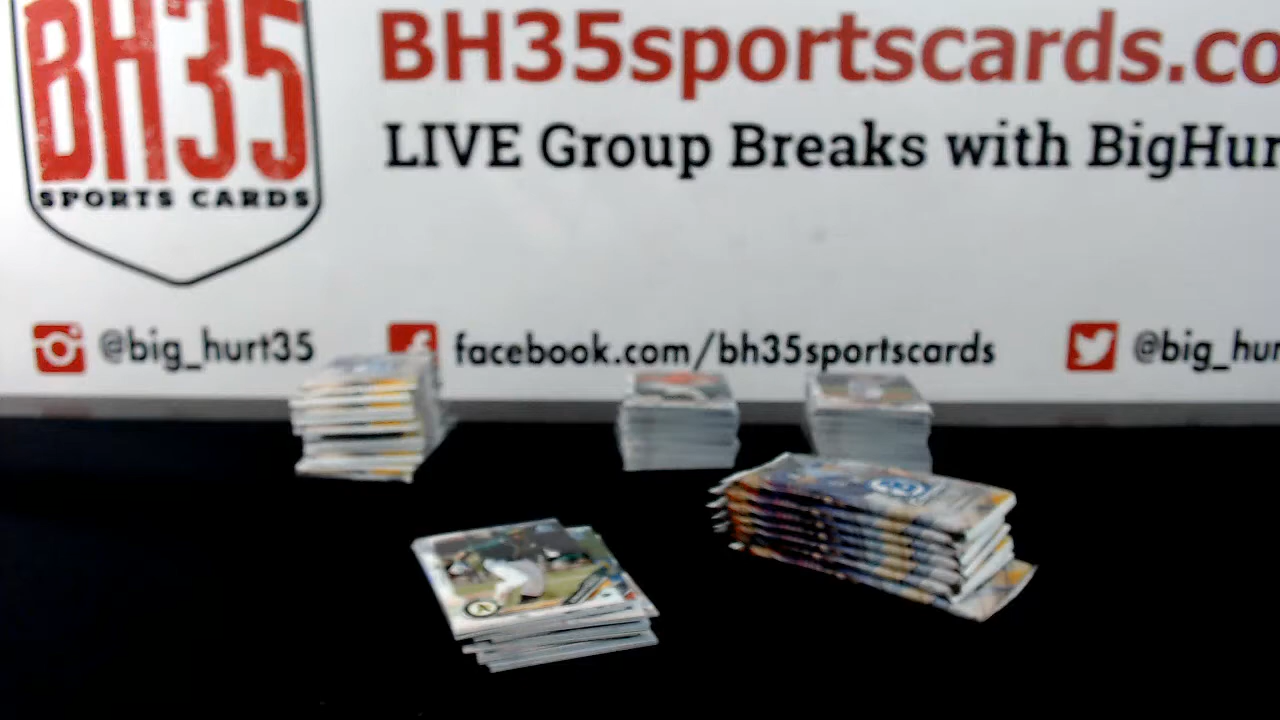 BH35
SPORTS CARDS
BH35sportscards.co
LIVE Group Breaks with BigHur
@big_hurt35
facebook.com/bh35sportscards
@big_hur